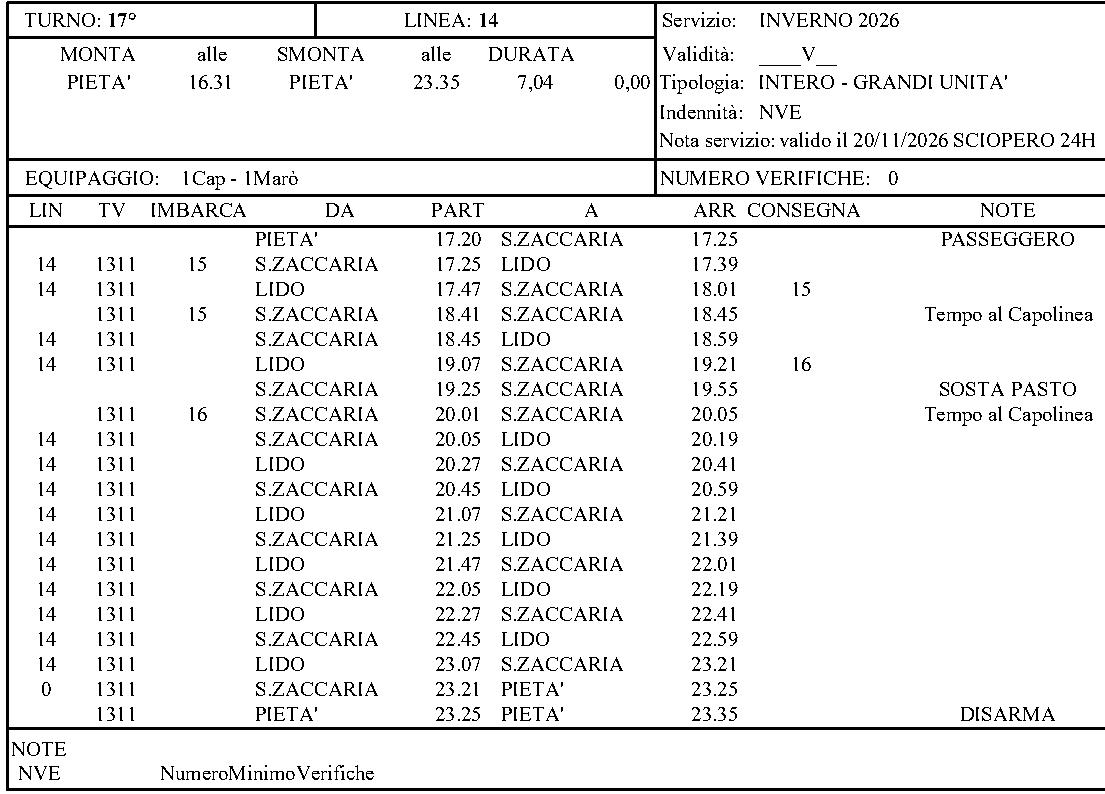 TURNO: 17° LINEA: 14 Servizio: INVERNO 2026
MONTA alle SMONTA alle DURATA Validità: ____V__
PIETA' 16.31 PIETA' 23.35 7,04 0,00 Tipologia: INTERO - GRANDI UNITA'
Indennità: NVE
Nota servizio: valido il 20/11/2026 SCIOPERO 24H
EQUIPAGGIO: 1Cap - 1Marò NUMERO VERIFICHE: 0
LIN TV IMBARCA DA PART A ARR CONSEGNA NOTE
PIETA' 17.20 S.ZACCARIA 17.25 PASSEGGERO
14 1311 15 S.ZACCARIA 17.25 LIDO 17.39
14 1311 LIDO 17.47 S.ZACCARIA 18.01 15
1311 15 S.ZACCARIA 18.41 S.ZACCARIA 18.45 Tempo al Capolinea
14 1311 S.ZACCARIA 18.45 LIDO 18.59
14 1311 LIDO 19.07 S.ZACCARIA 19.21 16
S.ZACCARIA 19.25 S.ZACCARIA 19.55 SOSTA PASTO
1311 16 S.ZACCARIA 20.01 S.ZACCARIA 20.05 Tempo al Capolinea
14 1311 S.ZACCARIA 20.05 LIDO 20.19
14 1311 LIDO 20.27 S.ZACCARIA 20.41
14 1311 S.ZACCARIA 20.45 LIDO 20.59
14 1311 LIDO 21.07 S.ZACCARIA 21.21
14 1311 S.ZACCARIA 21.25 LIDO 21.39
14 1311 LIDO 21.47 S.ZACCARIA 22.01
14 1311 S.ZACCARIA 22.05 LIDO 22.19
14 1311 LIDO 22.27 S.ZACCARIA 22.41
14 1311 S.ZACCARIA 22.45 LIDO 22.59
14 1311 LIDO 23.07 S.ZACCARIA 23.21
0 1311 S.ZACCARIA 23.21 PIETA' 23.25
1311 PIETA' 23.25 PIETA' 23.35 DISARMA
NOTE
NVE NumeroMinimoVerifiche